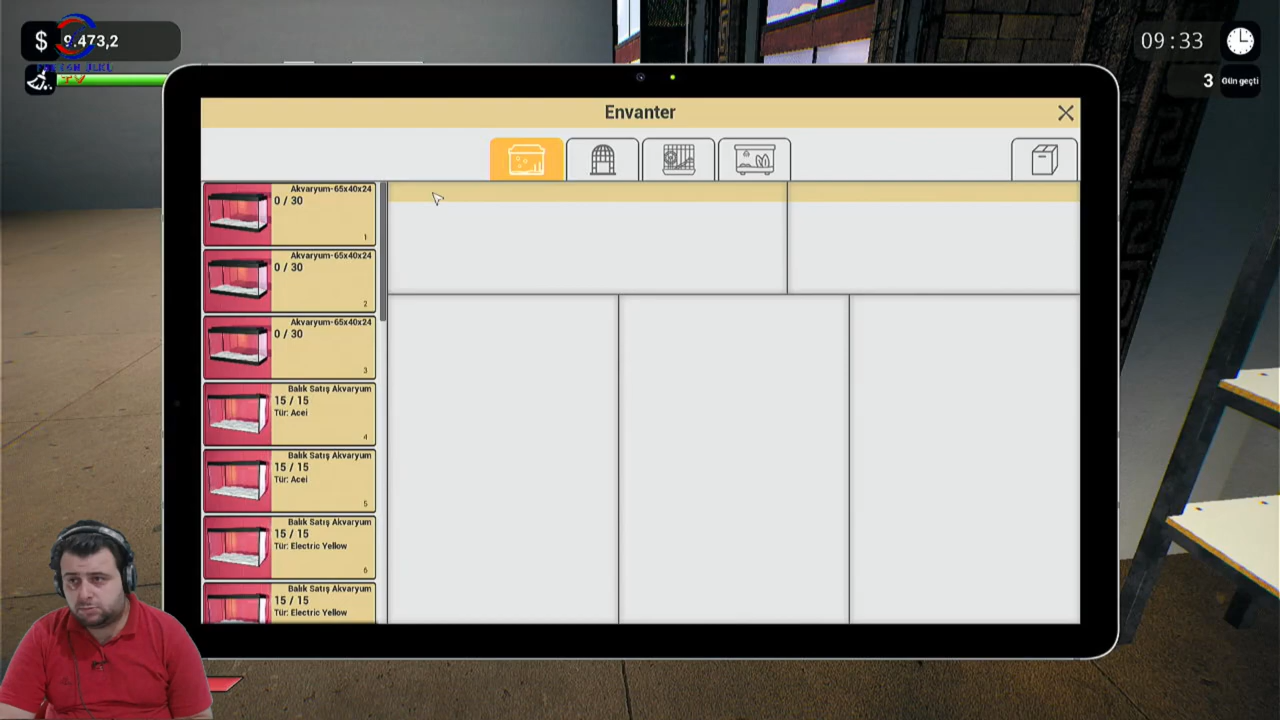 $ 9.473,2
09:33
3 Gün geçti
Envanter
Akvaryum-65x40x24
0 / 30
1
Akvaryum-65x40x24
0 / 30
2
Akvaryum-65x40x24
0 / 30
3
Balık Satış Akvaryum
15 / 15
Tür: Acei
4
Balık Satış Akvaryum
15 / 15
Tür: Acei
5
Balık Satış Akvaryum
15 / 15
Tür: Electric Yellow
6
Balık Satış Akvaryum
15 / 15
Tür: Electric Yellow